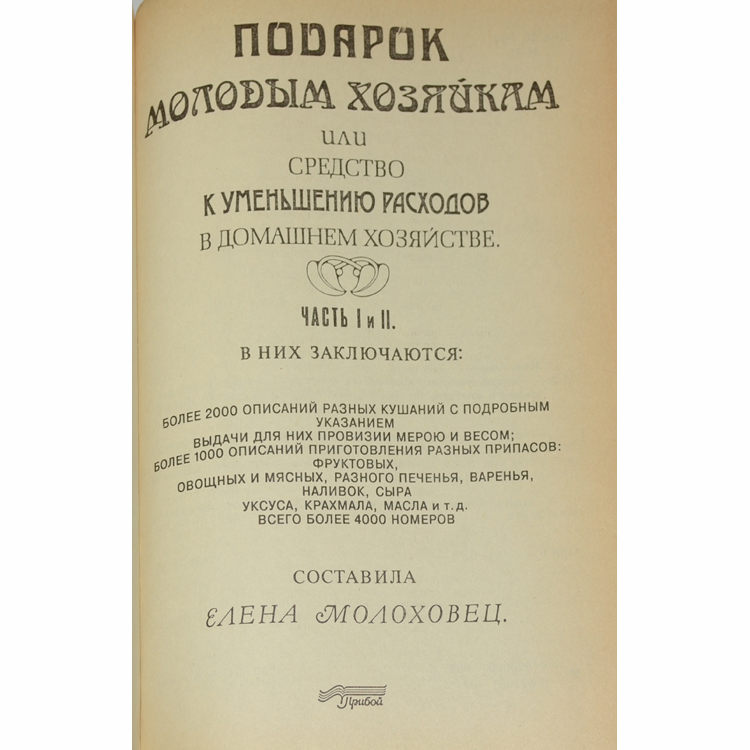 ПОДАРОК
МОЛОДЫМ ХОЗЯЙКАМ
ИЛИ
СРЕДСТВО
К УМЕНЬШЕНИЮ РАСХОДОВ
В ДОМАШНЕМ ХОЗЯЙСТВЕ.
ЧАСТЬ I и II.
В НИХ ЗАКЛЮЧАЮТСЯ:
БОЛЕЕ 2000 ОПИСАНИЙ РАЗНЫХ КУШАНИЙ С ПОДРОБНЫМ
УКАЗАНИЕМ
ВЫДАЧИ ДЛЯ НИХ ПРОВИЗИИ МЕРОЮ И ВЕСОМ;
БОЛЕЕ 1000 ОПИСАНИЙ ПРИГОТОВЛЕНИЯ РАЗНЫХ ПРИПАСОВ:
ФРУКТОВЫХ,
ОВОЩНЫХ И МЯСНЫХ, РАЗНОГО ПЕЧЕНЬЯ, ВАРЕНЬЯ,
НАЛИВОК, СЫРА
УКСУСА, КРАХМАЛА, МАСЛА и т.д.
ВСЕГО БОЛЕЕ 4000 НОМЕРОВ
СОСТАВИЛА
ЕЛЕНА МОЛОХОВЕЦ.
Прибой